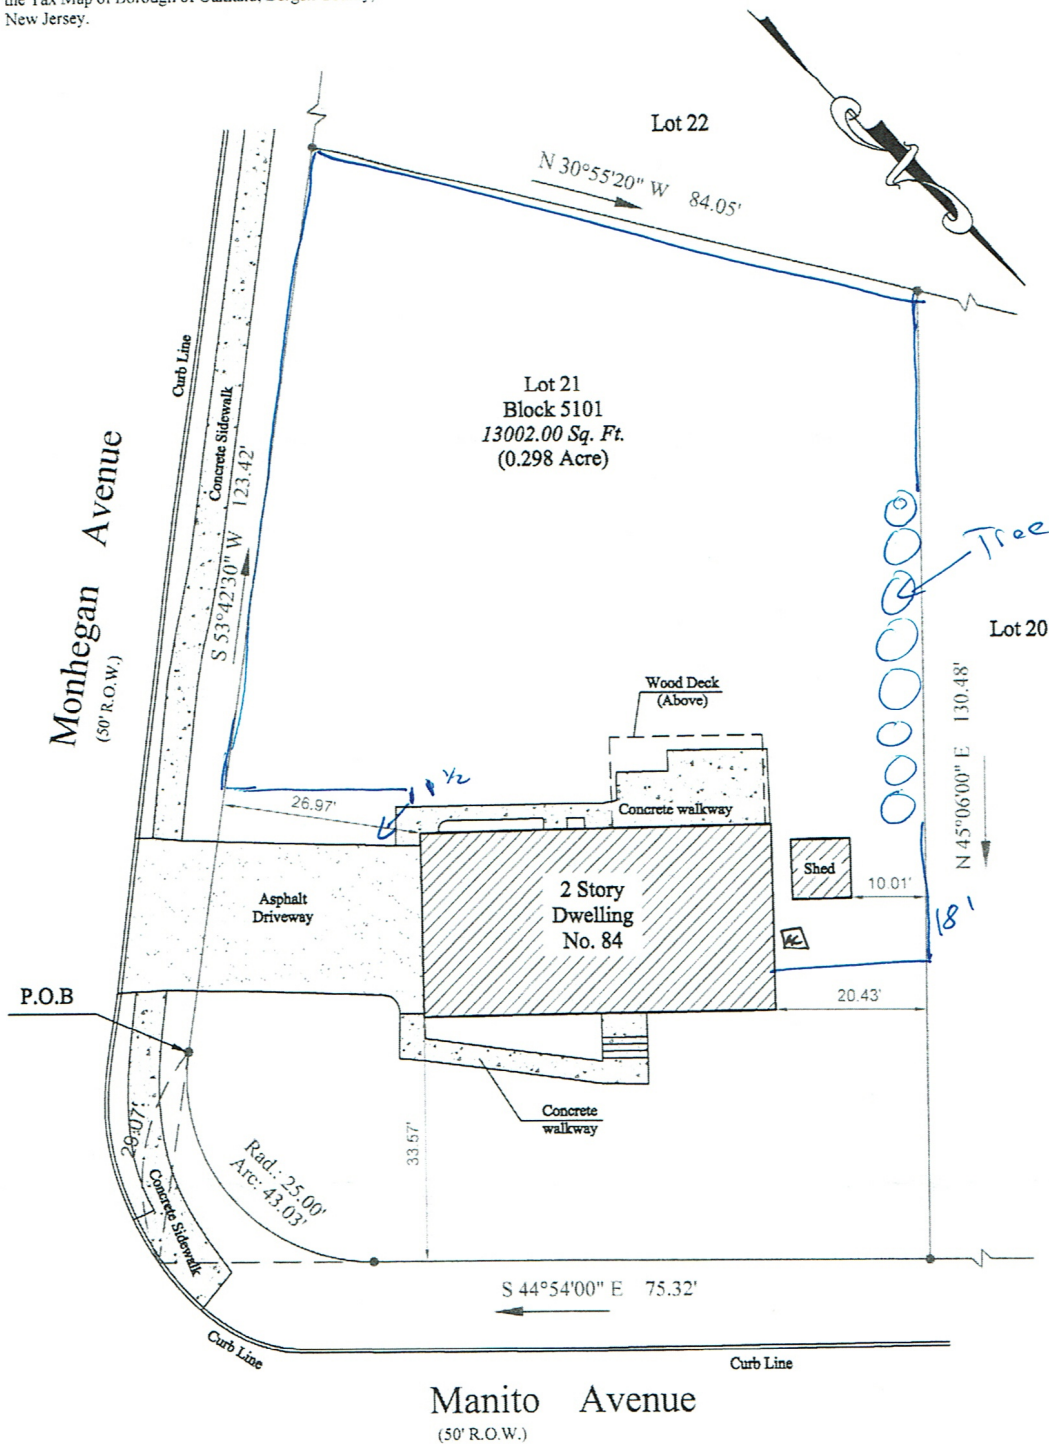 New Jersey.
Lot 22
N 30°55'20" W 84.05'
Lot 21
Block 5101
13002.00 Sq. Ft.
(0.298 Acre)
Curb Line
Concrete Sidewalk
S 53°42'30" W 123.42'
Monhegan Avenue
(50' R.O.W.)
Tree
Lot 20
N 45°06'00" E 130.48'
Wood Deck
(Above)
1 1/2
26.97'
Concrete walkway
Shed
10.01'
18'
Asphalt
Driveway
2 Story
Dwelling
No. 84
AC
20.43'
P.O.B
Concrete
walkway
33.57'
29.07'
Rad.: 25.00'
Arc: 43.03'
Concrete Sidewalk
S 44°54'00" E 75.32'
Curb Line
Curb Line
Manito Avenue
(50' R.O.W.)